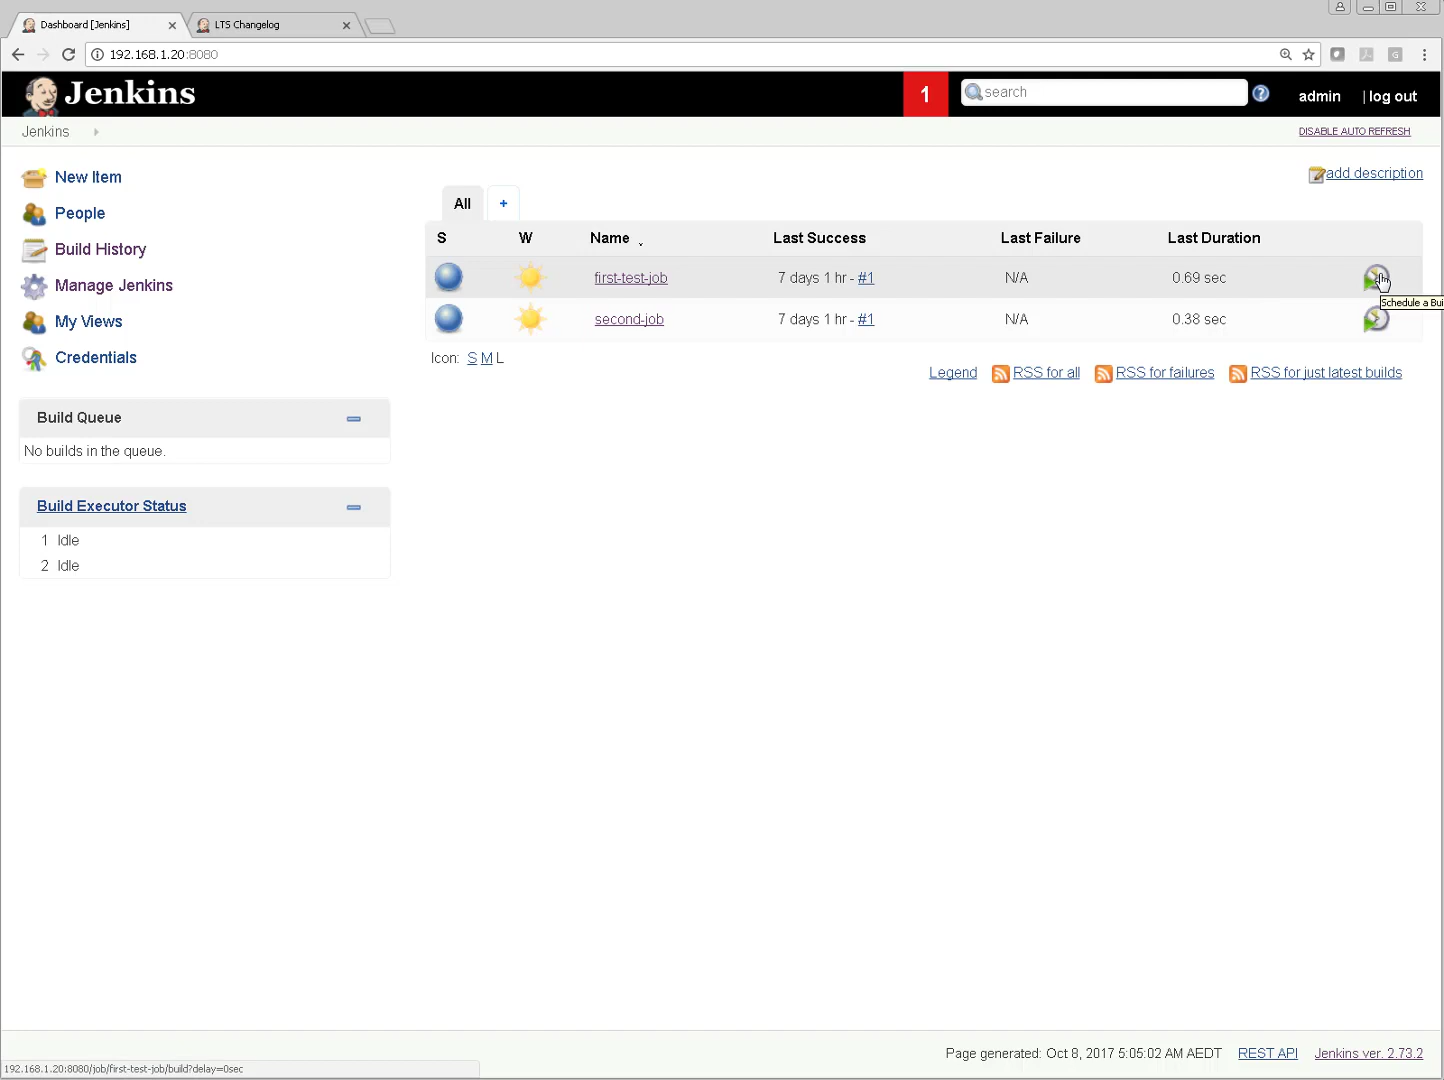 Dashboard [Jenkins]
LTS Changelog
192.168.1.20:8080
Jenkins
1
search
admin
| log out
Jenkins
DISABLE AUTO REFRESH
New Item
People
Build History
Manage Jenkins
My Views
Credentials
add description
All
+
S W Name Last Success Last Failure Last Duration
first-test-job 7 days 1 hr - #1 N/A 0.69 sec
Schedule a Bui
second-job 7 days 1 hr - #1 N/A 0.38 sec
Icon: S M L
Legend RSS for all RSS for failures RSS for just latest builds
Build Queue
No builds in the queue.
Build Executor Status
1 Idle
2 Idle
Page generated: Oct 8, 2017 5:05:02 AM AEDT REST API Jenkins ver. 2.73.2
192.168.1.20:8080/job/first-test-job/build?delay=0sec